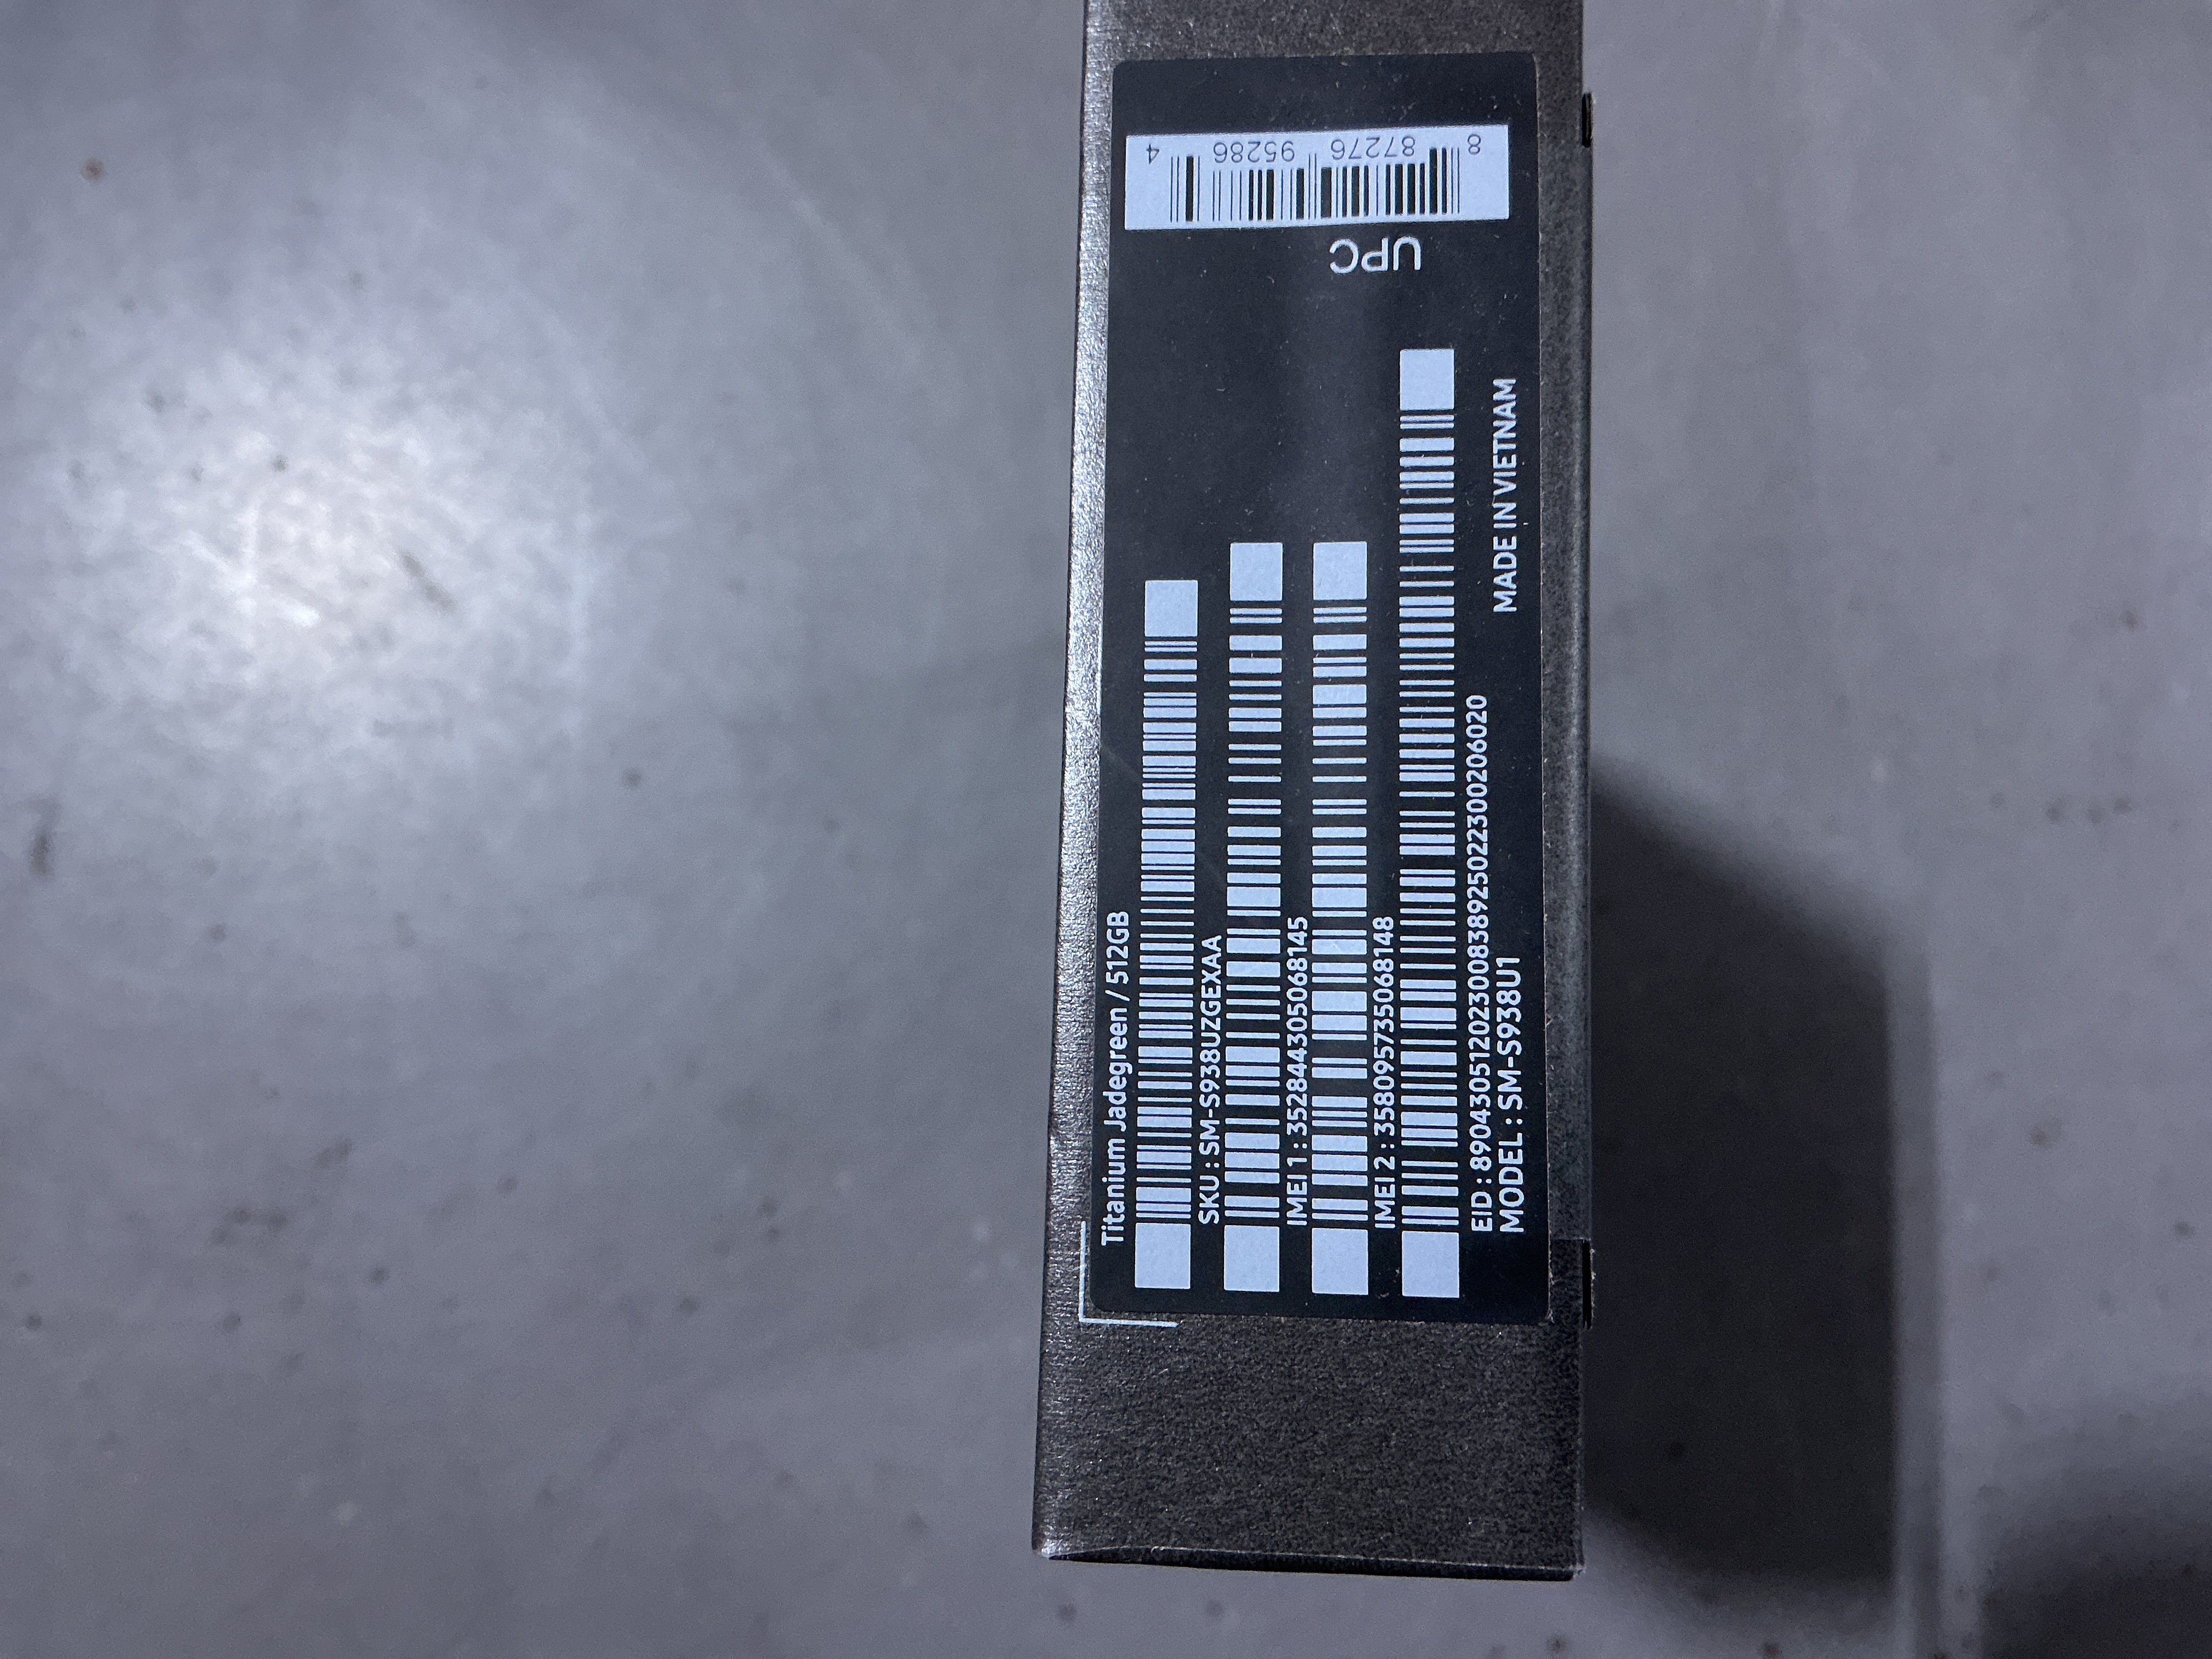 Titanium Jadegreen / 512GB
SKU : SM-S938UZGEXAA
IMEI 1 : 352844305068145
IMEI 2 : 358095735068148
EID : 89043051202300838925022300206020
MODEL : SM-S938U1
MADE IN VIETNAM
UPC
8 87276 95286 4